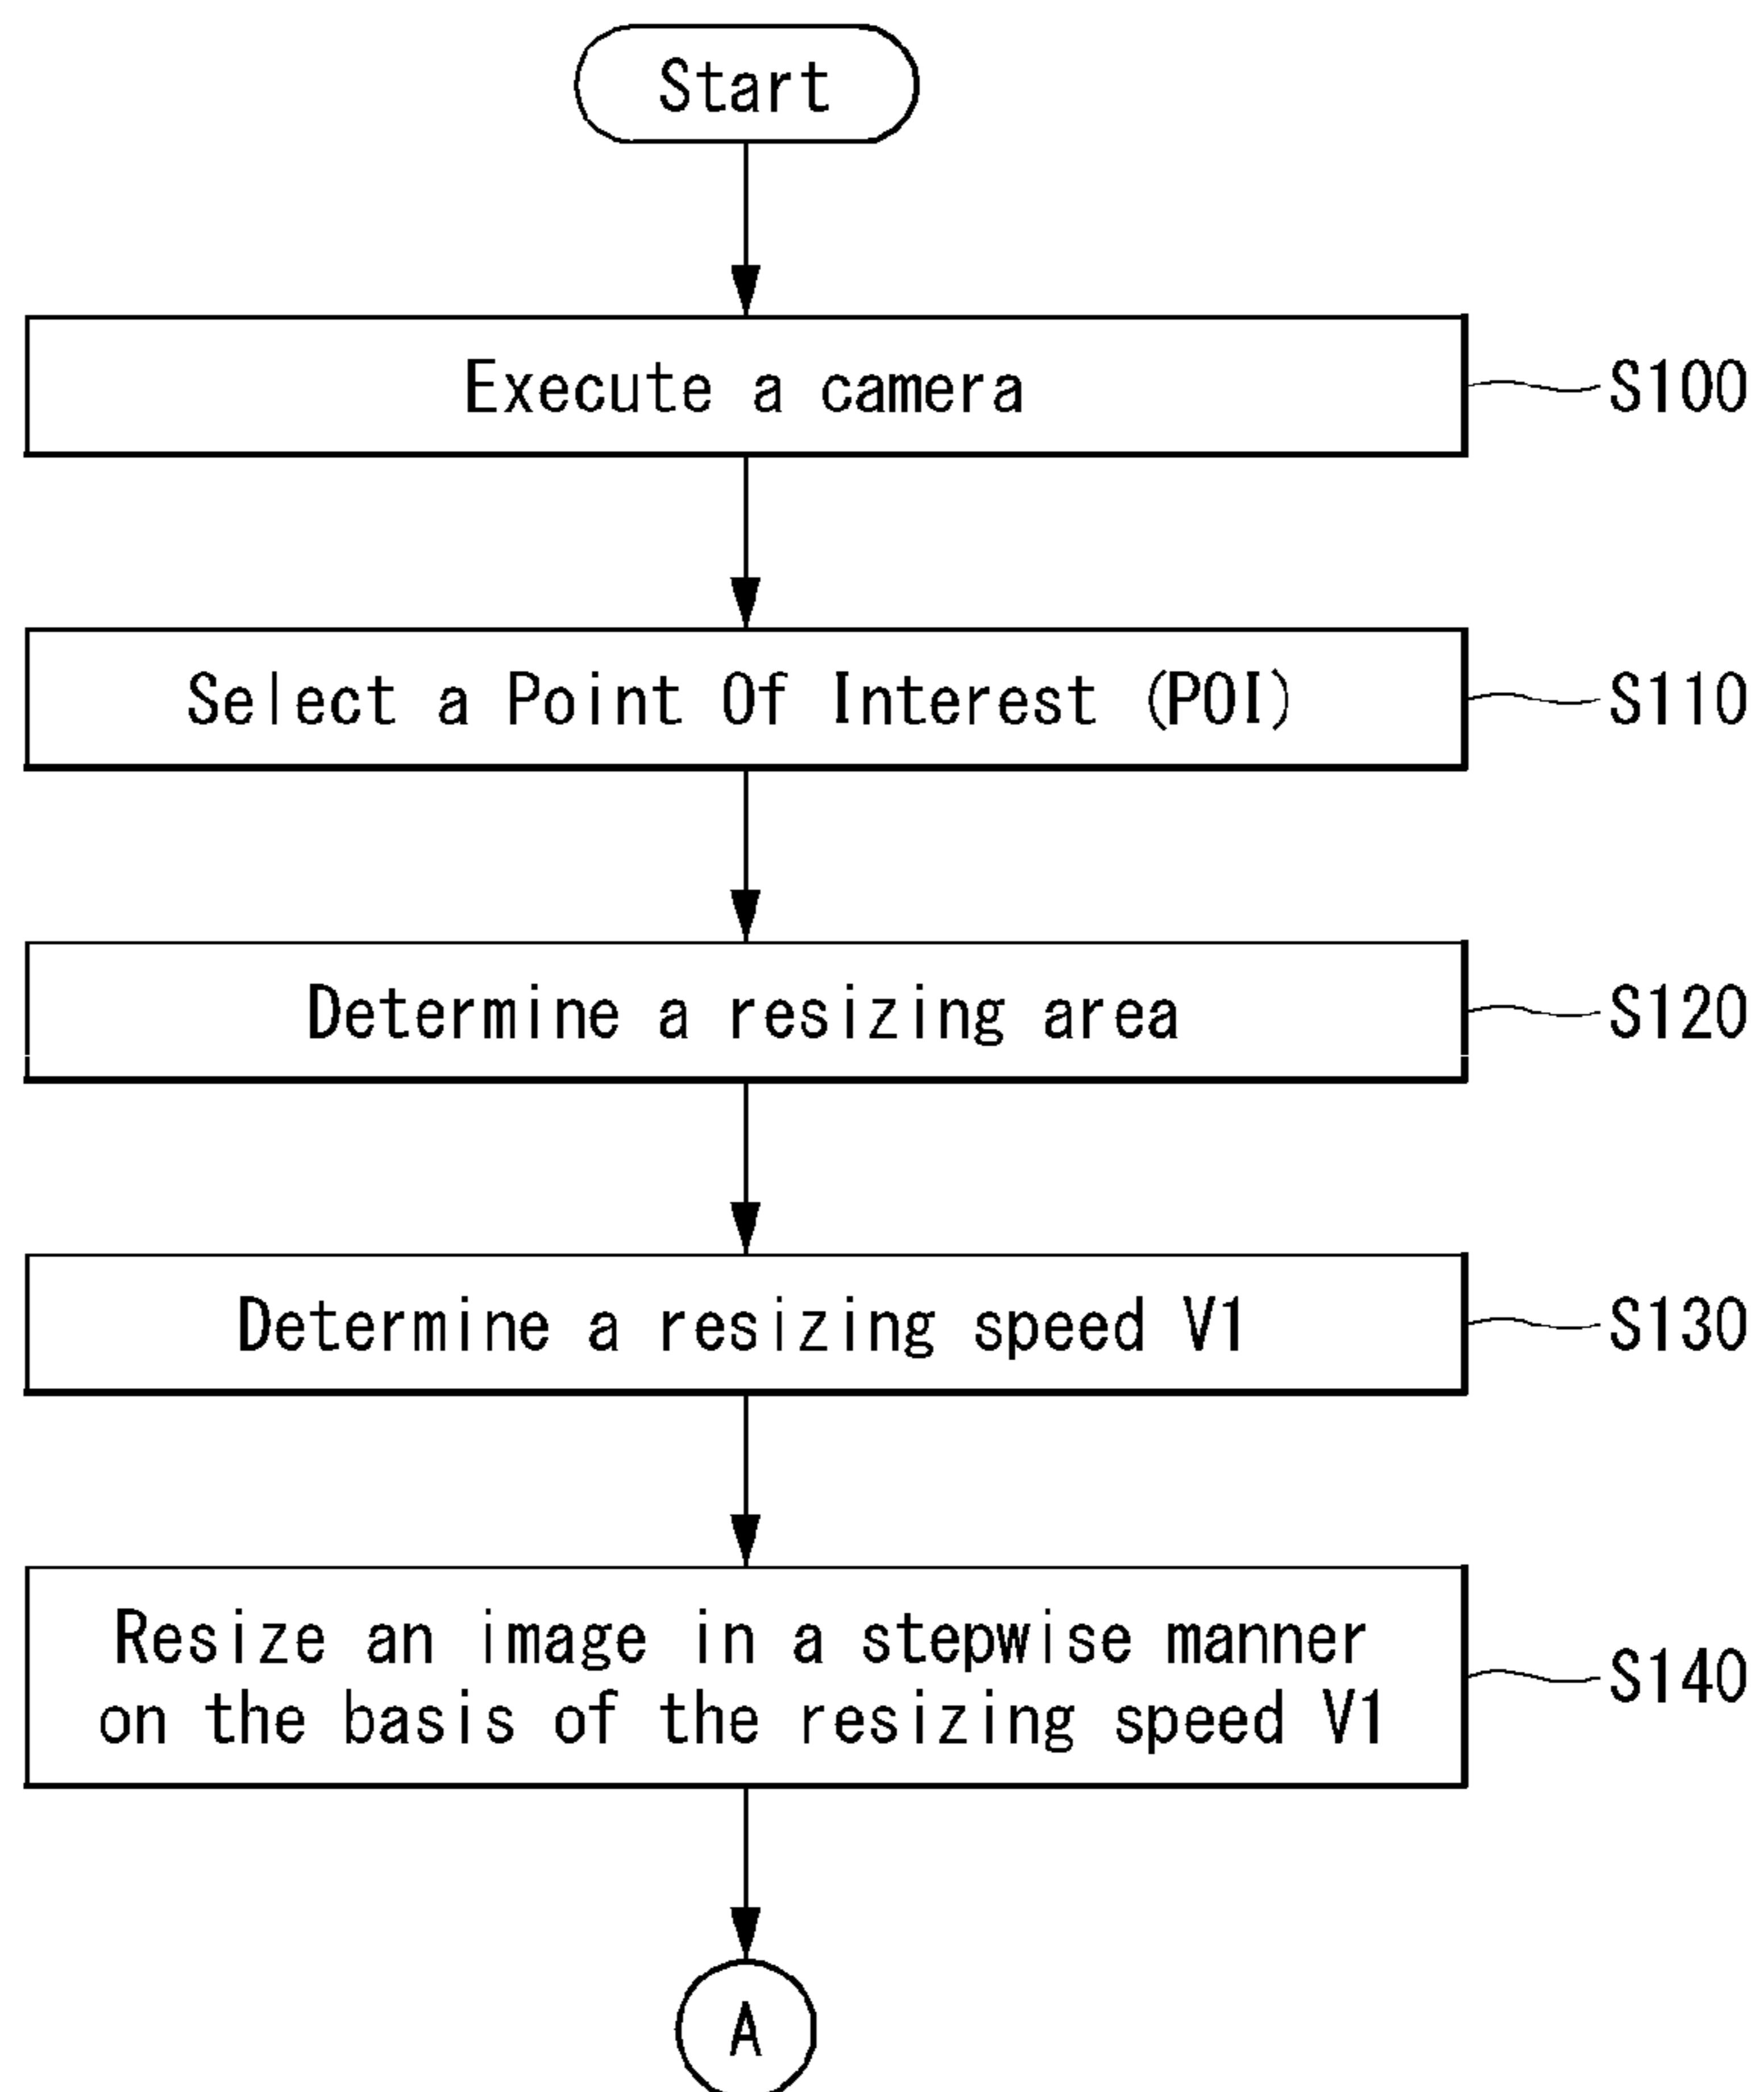 Start
Execute a camera
S100
Select a Point Of Interest (POI)
S110
Determine a resizing area
S120
Determine a resizing speed V1
S130
Resize an image in a stepwise manner
on the basis of the resizing speed V1
S140
A